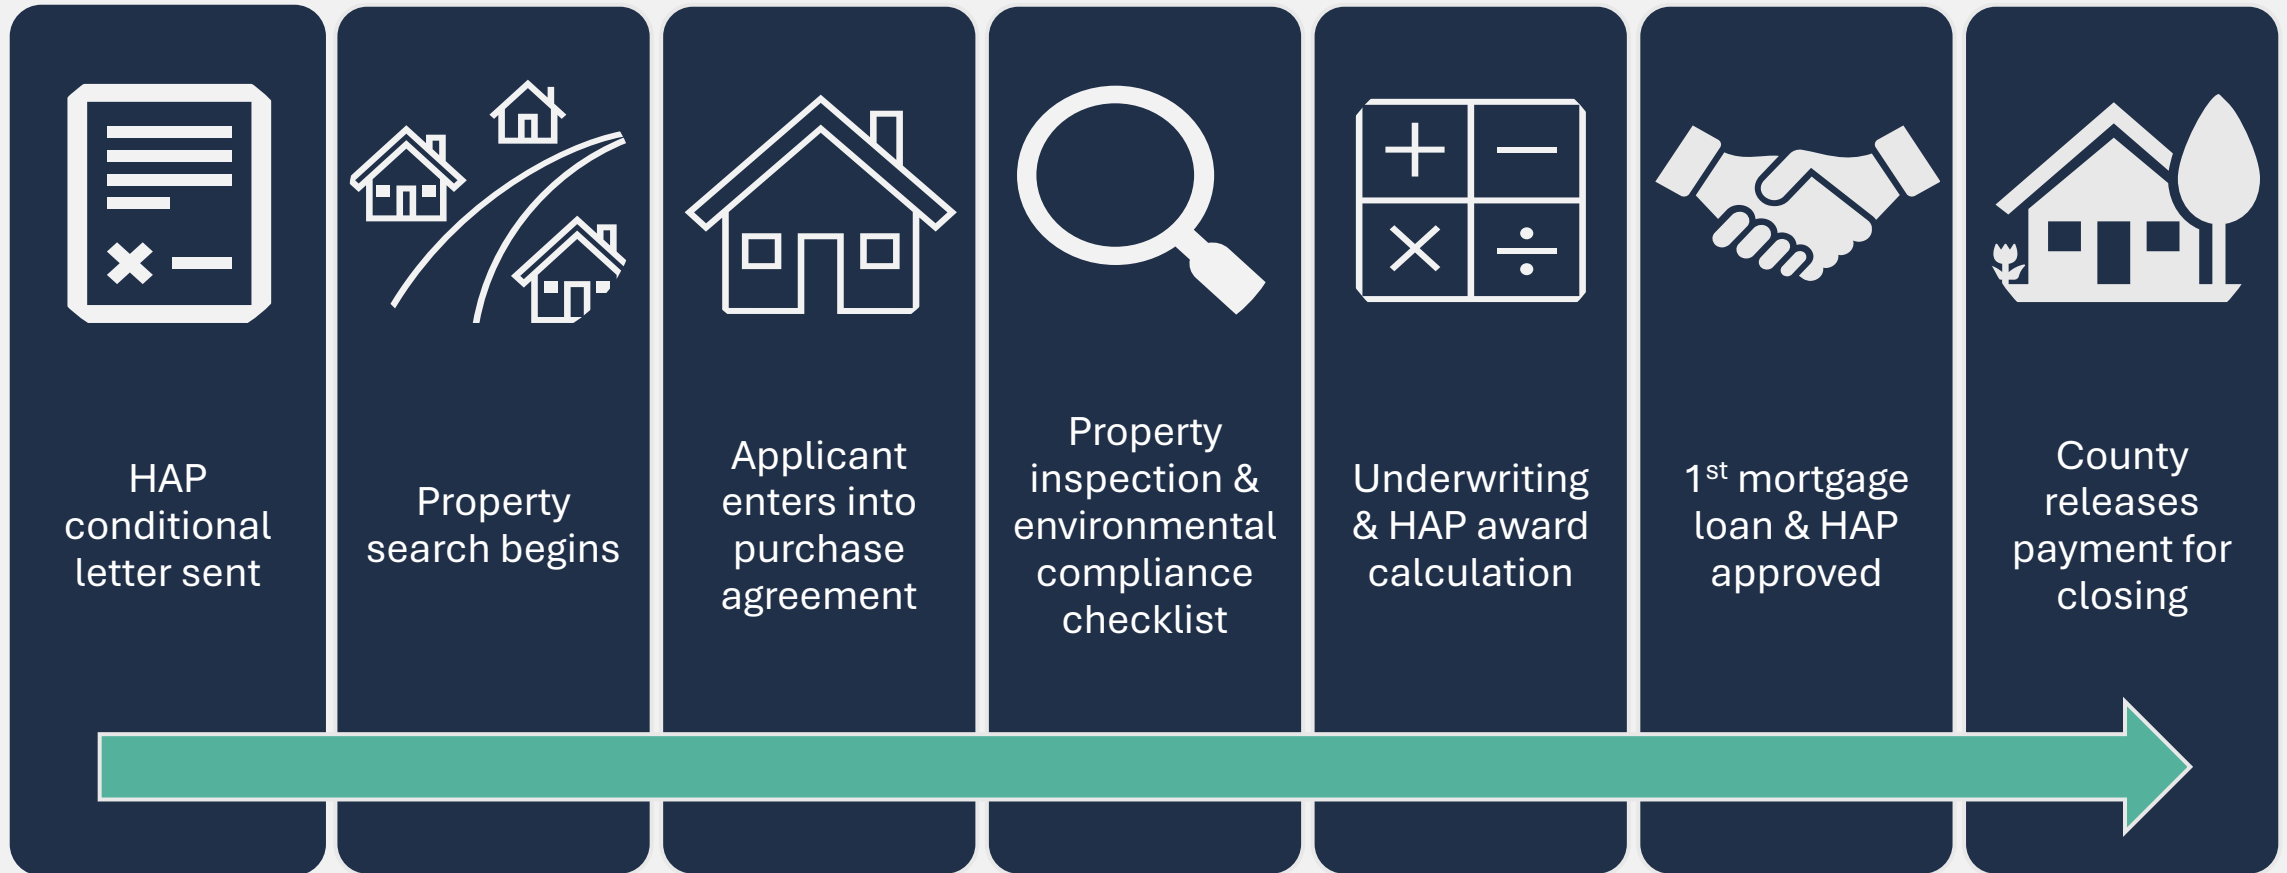 HAP
conditional
letter sent
Property
search begins
Applicant
enters into
purchase
agreement
Property
inspection &
environmental
compliance
checklist
Underwriting
& HAP award
calculation
1st mortgage
loan & HAP
approved
County
releases
payment for
closing